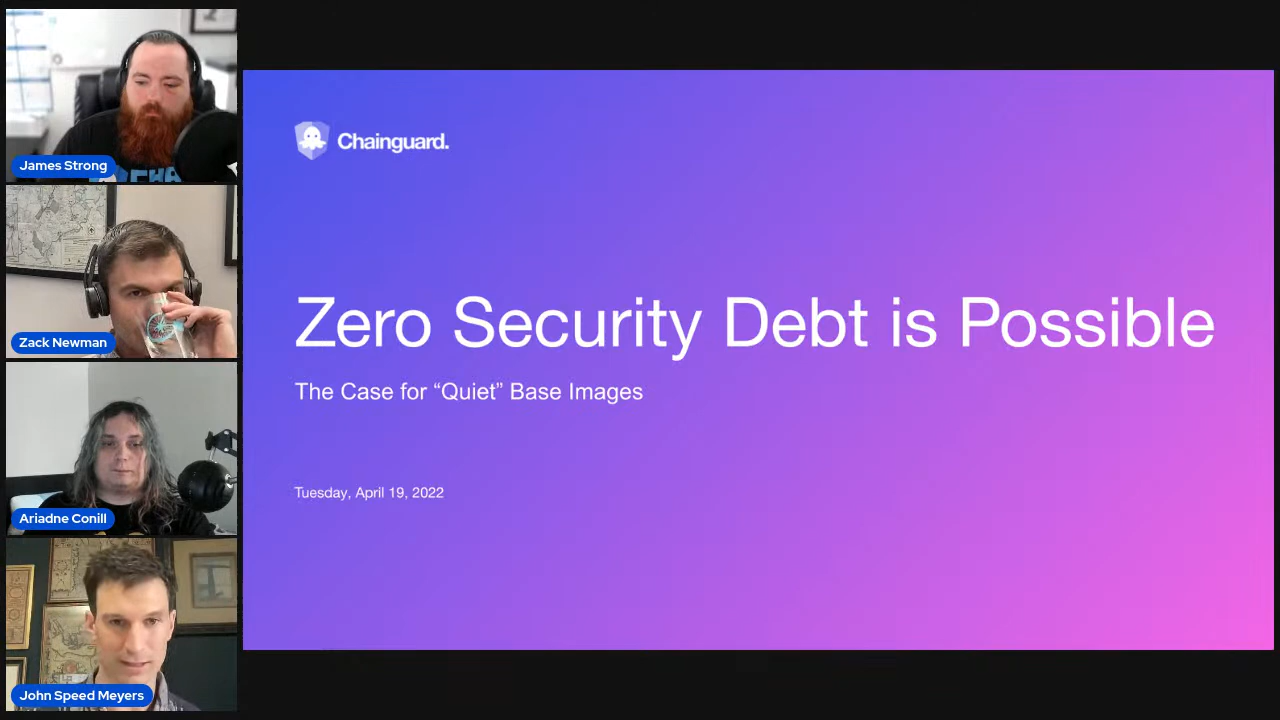 James Strong
Zack Newman
Ariadne Conill
John Speed Meyers
Chainguard.
Zero Security Debt is Possible
The Case for “Quiet” Base Images
Tuesday, April 19, 2022